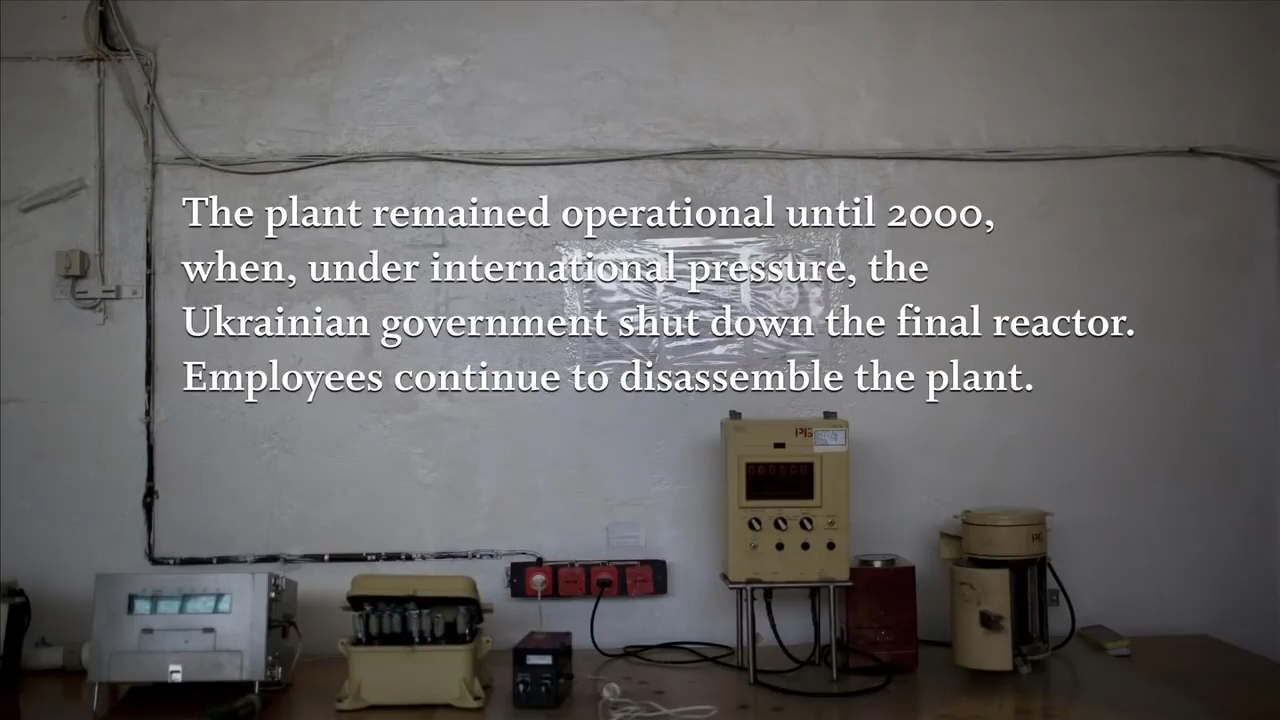 The plant remained operational until 2000,
when, under international pressure, the
Ukrainian government shut down the final reactor.
Employees continue to disassemble the plant.